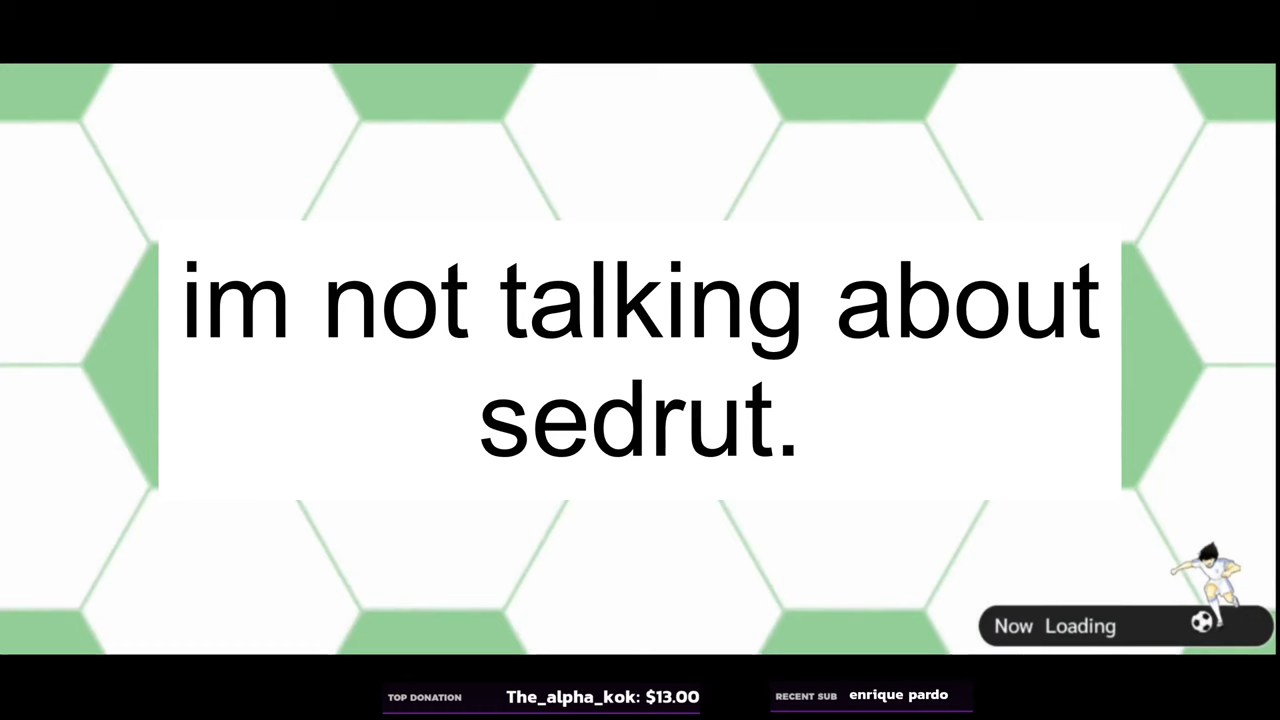 im not talking about
sedrut.
Now Loading
TOP DONATION The_alpha_kok: $13.00 RECENT SUB enrique pardo